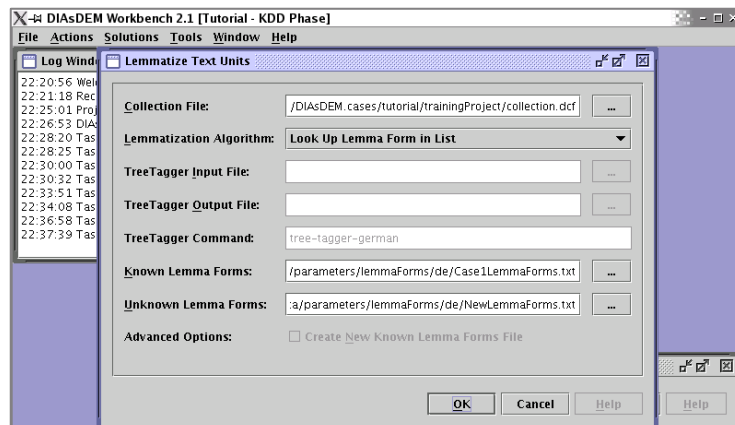 DIAsDEM Workbench 2.1 [Tutorial - KDD Phase]
File Actions Solutions Tools Window Help
Log Wind
Lemmatize Text Units
22:20:56 Wel
22:21:18 Rec
22:25:01 Proj
22:26:53 DIA
22:28:20 Tas
22:28:25 Tas
22:30:00 Tas
22:30:32 Tas
22:33:51 Tas
22:34:08 Tas
22:36:58 Tas
22:37:39 Tas
Collection File: /DIAsDEM.cases/tutorial/trainingProject/collection.dcf ...
Lemmatization Algorithm: Look Up Lemma Form in List
TreeTagger Input File: ...
TreeTagger Output File: ...
TreeTagger Command: tree-tagger-german
Known Lemma Forms: /parameters/lemmaForms/de/Case1LemmaForms.txt ...
Unknown Lemma Forms: :a/parameters/lemmaForms/de/NewLemmaForms.txt ...
Advanced Options: Create New Known Lemma Forms File
OK Cancel Help
Help